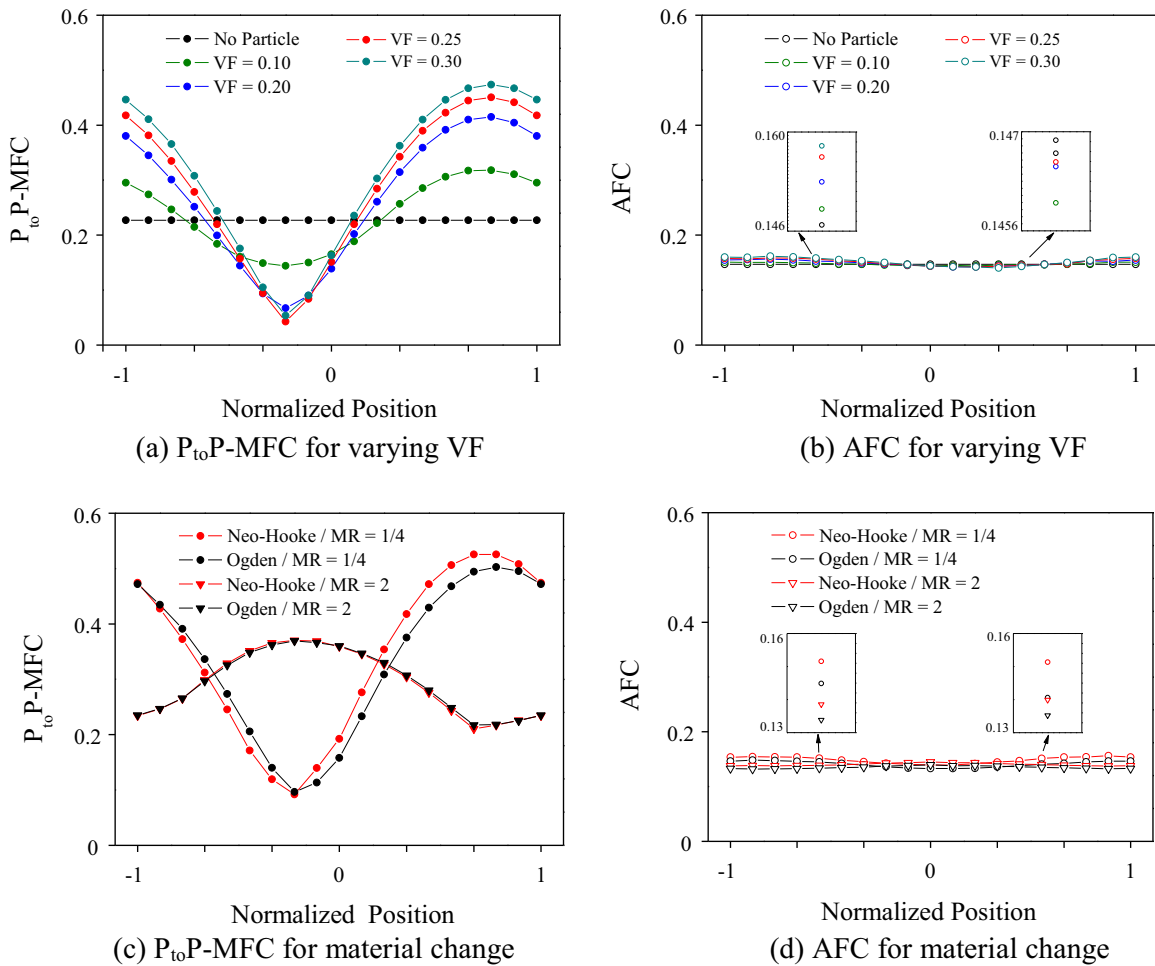 0.6
0.4
0.2
0
P_toP-MFC
No Particle
VF = 0.10
VF = 0.20
VF = 0.25
VF = 0.30
-1
0
1
Normalized Position
(a) P_toP-MFC for varying VF
0.6
0.4
0.2
0
AFC
No Particle
VF = 0.10
VF = 0.20
VF = 0.25
VF = 0.30
0.160
0.146
0.147
0.1456
-1
0
1
Normalized Position
(b) AFC for varying VF
0.6
0.4
0.2
0
P_toP-MFC
Neo-Hooke / MR = 1/4
Ogden / MR = 1/4
Neo-Hooke / MR = 2
Ogden / MR = 2
-1
0
1
Normalized Position
(c) P_toP-MFC for material change
0.6
0.4
0.2
0
AFC
Neo-Hooke / MR = 1/4
Ogden / MR = 1/4
Neo-Hooke / MR = 2
Ogden / MR = 2
0.16
0.13
0.16
0.13
-1
0
1
Normalized Position
(d) AFC for material change